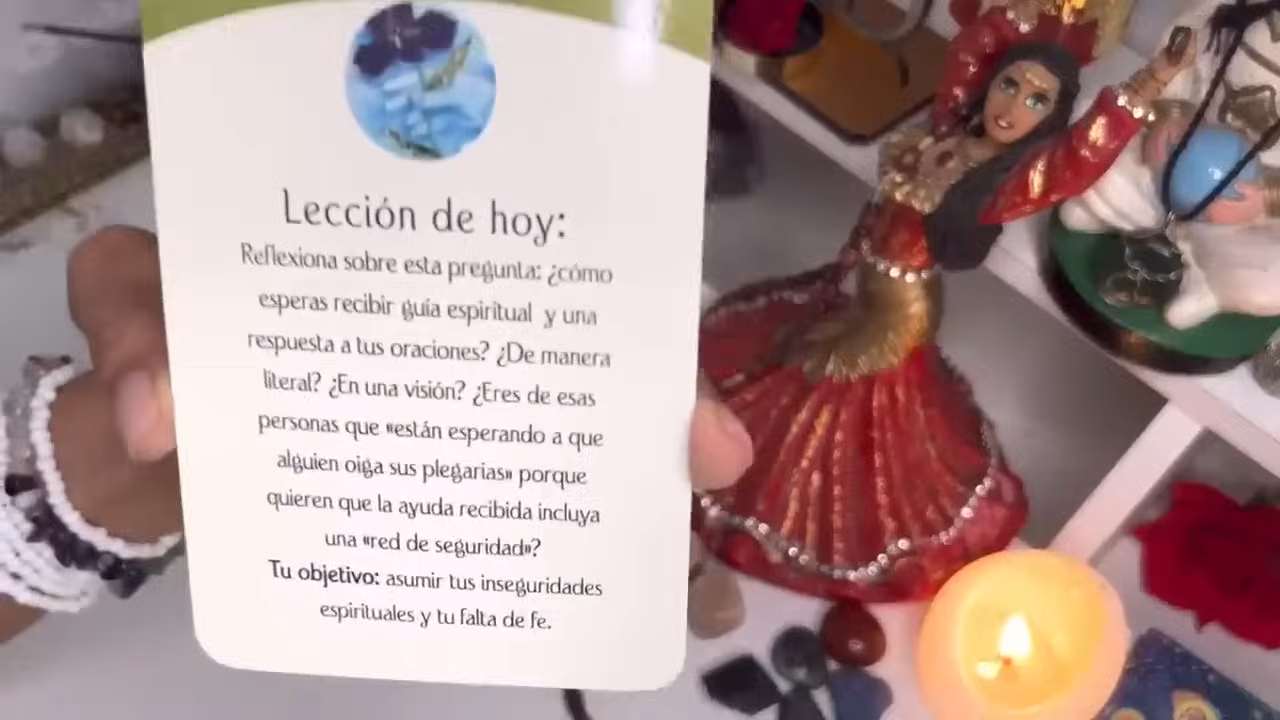 Lección de hoy:
Reflexiona sobre esta pregunta: ¿cómo
esperas recibir guía espiritual y una
respuesta a tus oraciones? ¿De manera
literal? ¿En una visión? ¿Eres de esas
personas que «están esperando a que
alguien oiga sus plegarias» porque
quieren que la ayuda recibida incluya
una «red de seguridad»?
Tu objetivo: asumir tus inseguridades
espirituales y tu falta de fe.